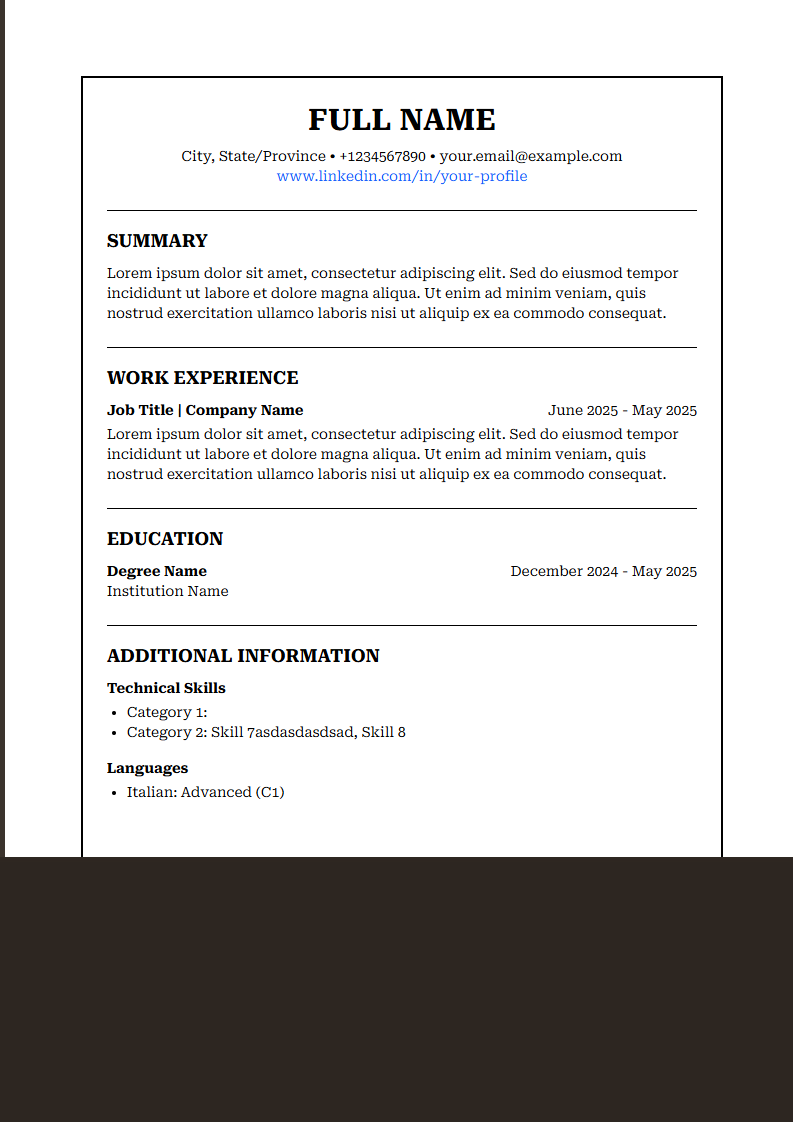 FULL NAME
City, State/Province • +1234567890 • your.email@example.com
www.linkedin.com/in/your-profile
SUMMARY
Lorem ipsum dolor sit amet, consectetur adipiscing elit. Sed do eiusmod tempor
incididunt ut labore et dolore magna aliqua. Ut enim ad minim veniam, quis
nostrud exercitation ullamco laboris nisi ut aliquip ex ea commodo consequat.
WORK EXPERIENCE
Job Title | Company Name June 2025 - May 2025
Lorem ipsum dolor sit amet, consectetur adipiscing elit. Sed do eiusmod tempor
incididunt ut labore et dolore magna aliqua. Ut enim ad minim veniam, quis
nostrud exercitation ullamco laboris nisi ut aliquip ex ea commodo consequat.
EDUCATION
Degree Name December 2024 - May 2025
Institution Name
ADDITIONAL INFORMATION
Technical Skills
• Category 1:
• Category 2: Skill 7asdasdasdsad, Skill 8
Languages
• Italian: Advanced (C1)